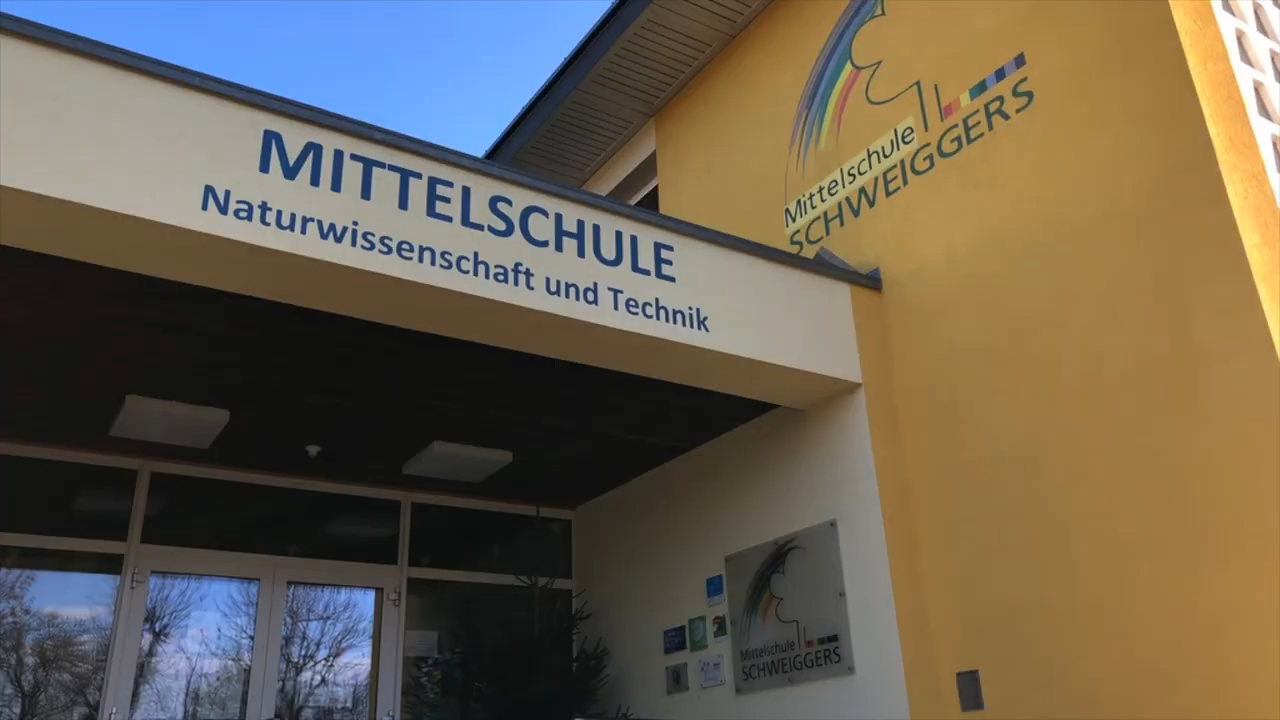 MITTELSCHULE
Naturwissenschaft und Technik
Mittelschule
SCHWEIGGERS
Mittelschule
SCHWEIGGERS